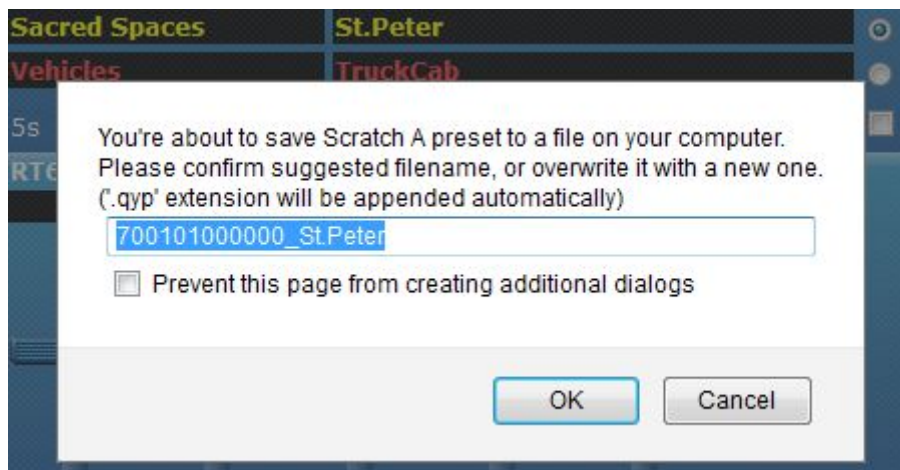 Sacred Spaces St.Peter
Vehicles TruckCab
5s
You're about to save Scratch A preset to a file on your computer.
Please confirm suggested filename, or overwrite it with a new one.
('.qyp' extension will be appended automatically)
700101000000_St.Peter
Prevent this page from creating additional dialogs
OK Cancel